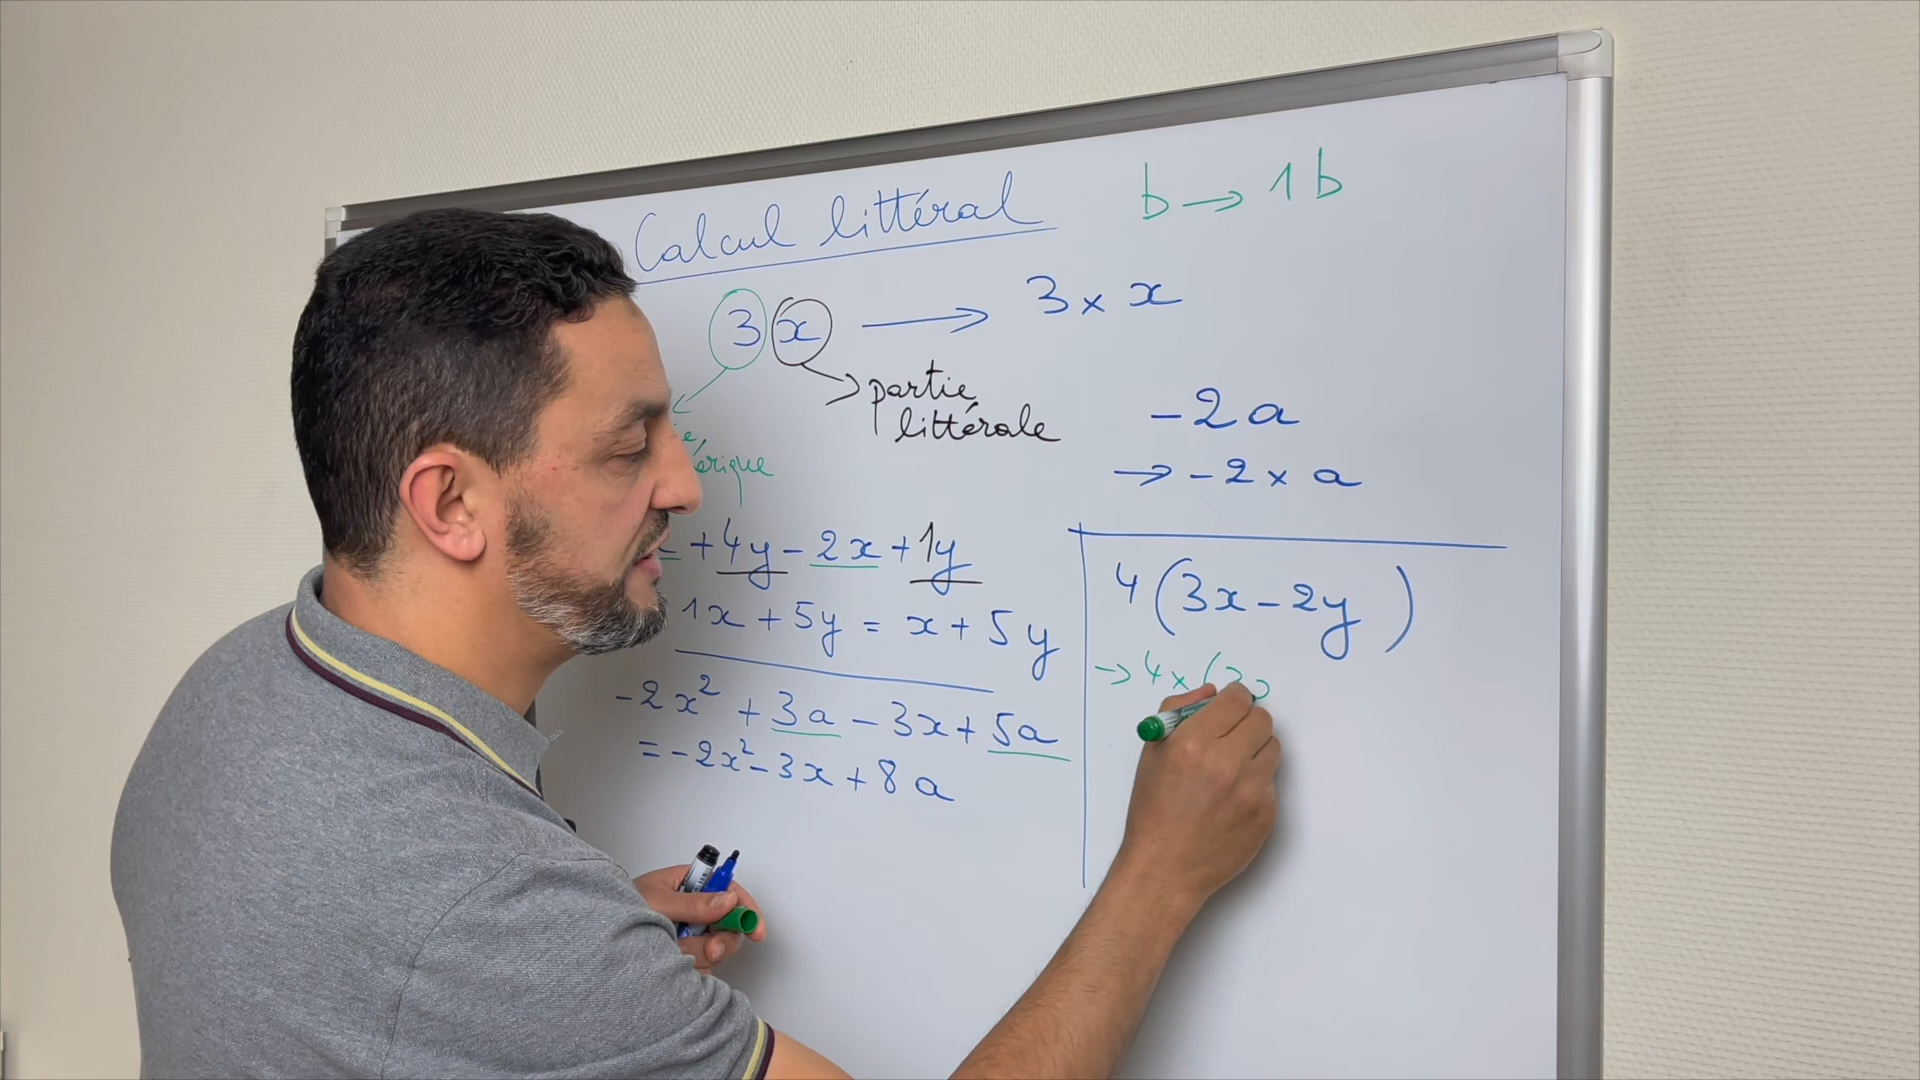 Calcul littéral
b → 1b
3x → 3 × x
partie
littérale
-2a
→ -2 × a
+4y - 2x + 1y
1x + 5y = x + 5y
-2x² + 3a - 3x + 5a
= -2x² - 3x + 8a
4(3x - 2y)
→ 4 × (3